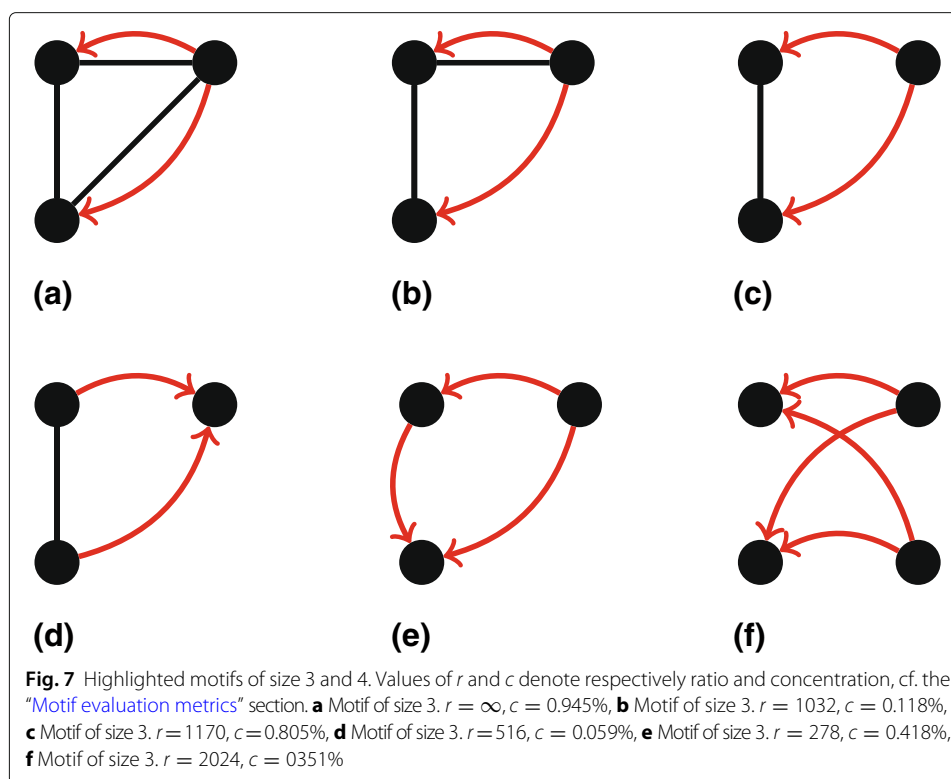 (a)
(b)
(c)
(d)
(e)
(f)
Fig. 7 Highlighted motifs of size 3 and 4. Values of r and c denote respectively ratio and concentration, cf. the
"Motif evaluation metrics" section. a Motif of size 3. r = ∞, c = 0.945%, b Motif of size 3. r = 1032, c = 0.118%,
c Motif of size 3. r = 1170, c = 0.805%, d Motif of size 3. r = 516, c = 0.059%, e Motif of size 3. r = 278, c = 0.418%,
f Motif of size 3. r = 2024, c = 0351%